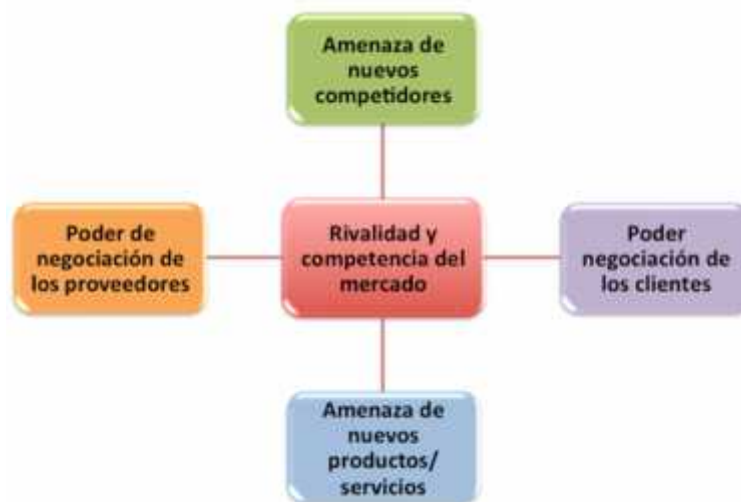 Amenaza de
nuevos
competidores
Poder de
negociación de
los proveedores
Rivalidad y
competencia del
mercado
Poder
negociación de
los clientes
Amenaza de
nuevos
productos/
servicios